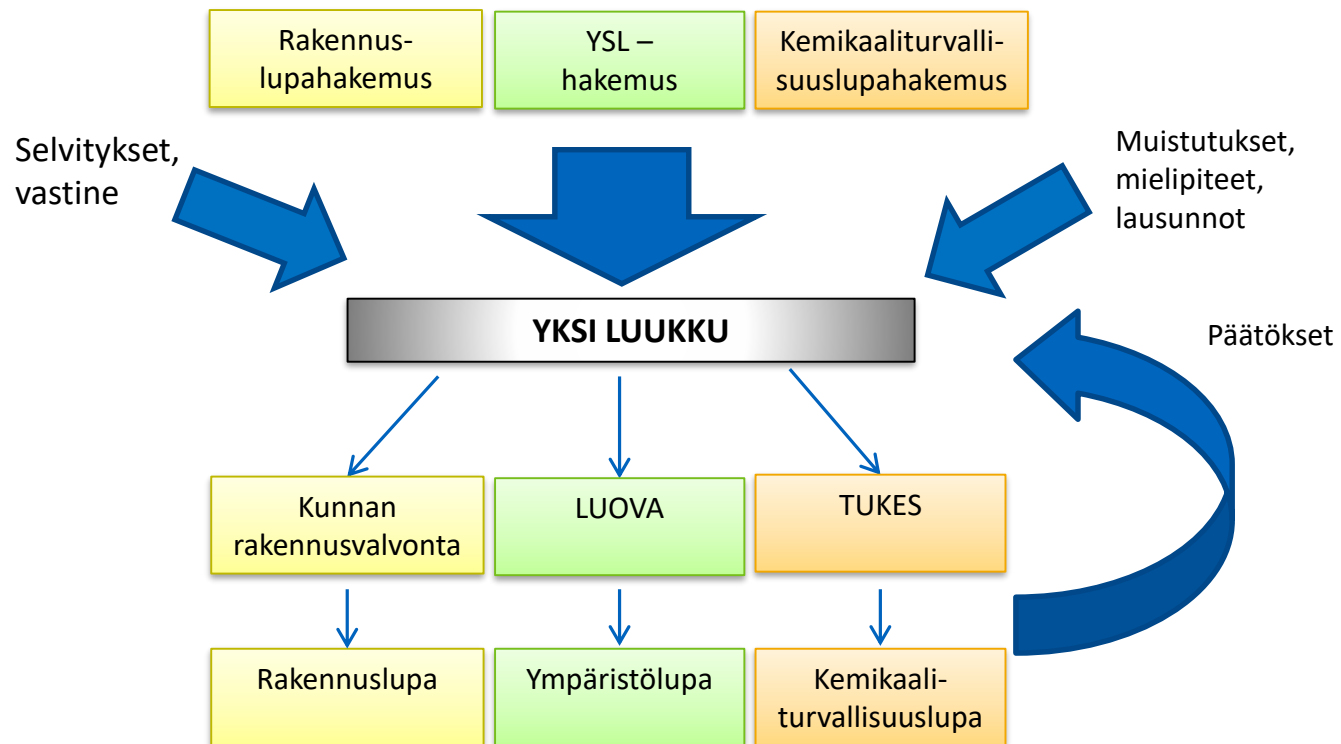 Rakennus-
lupahakemus
YSL –
hakemus
Kemikaaliturvalli-
suuslupahakemus
Selvitykset,
vastine
Muistutukset,
mielipiteet,
lausunnot
YKSI LUUKKU
Päätökset
Kunnan
rakennusvalvonta
LUOVA
TUKES
Rakennuslupa
Ympäristölupa
Kemikaali-
turvallisuuslupa